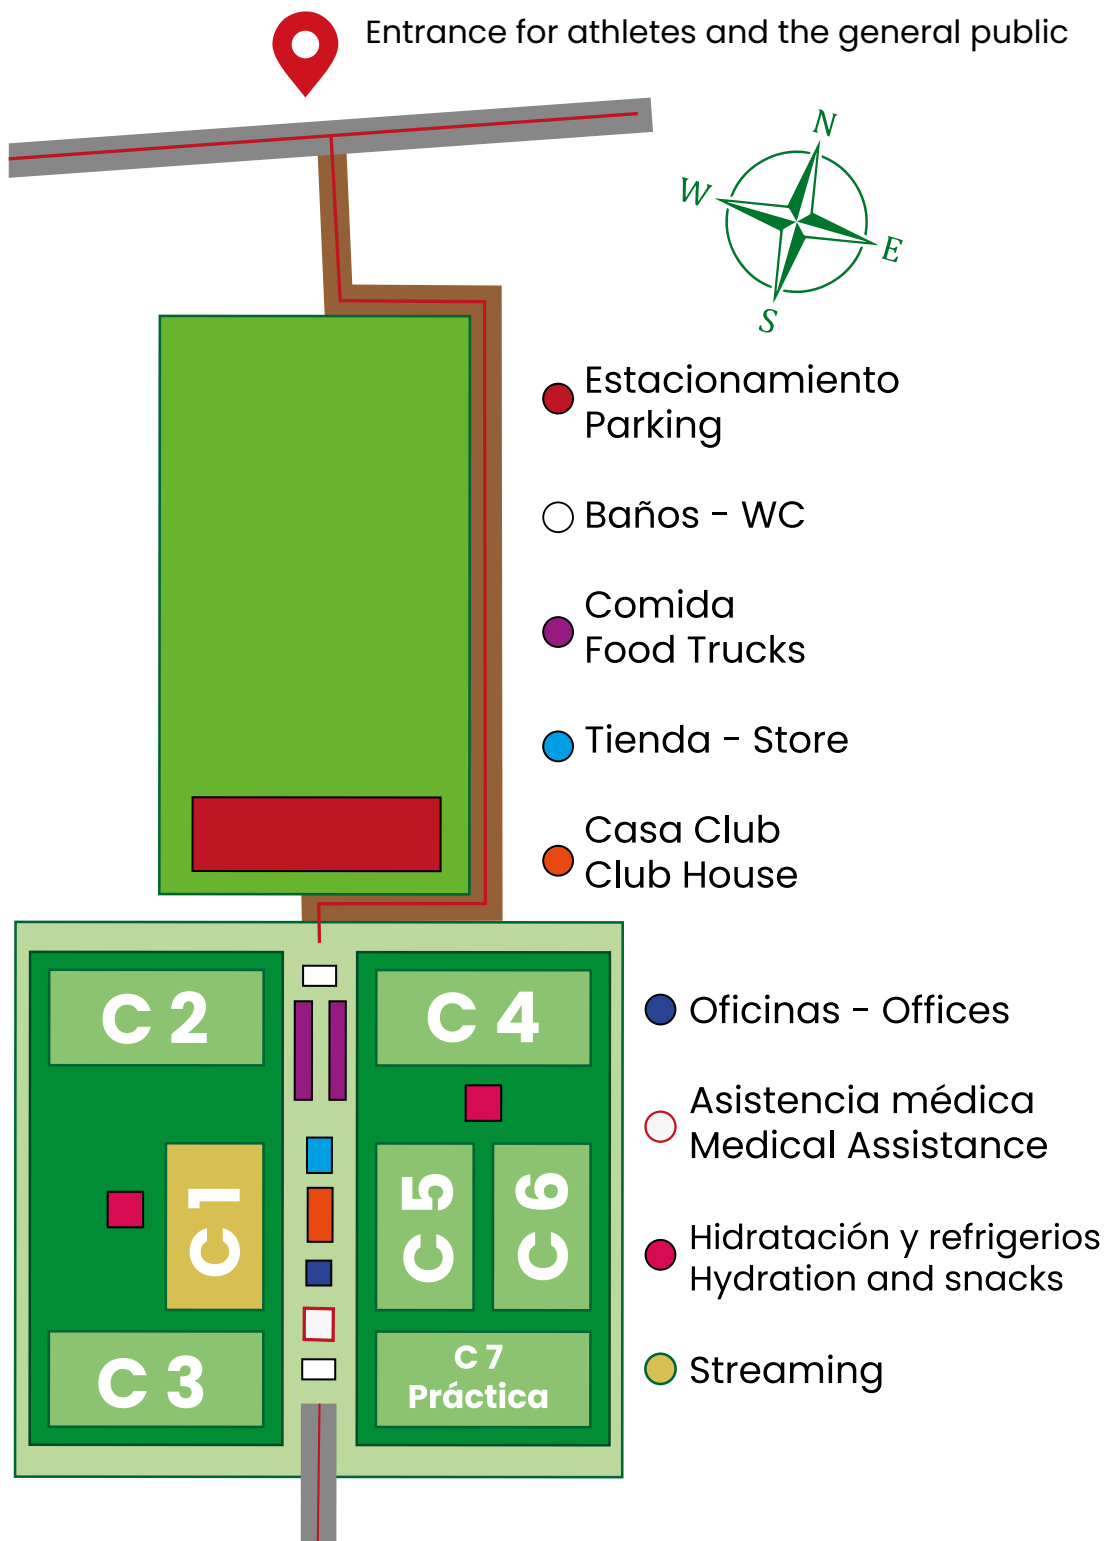 Entrance for athletes and the general public
N
W
E
S
Estacionamiento
Parking
Baños - WC
Comida
Food Trucks
Tienda - Store
Casa Club
Club House
Oficinas - Offices
Asistencia médica
Medical Assistance
Hidratación y refrigerios
Hydration and snacks
Streaming
C 2
C 4
C 1
C 5
C 6
C 3
C 7
Práctica